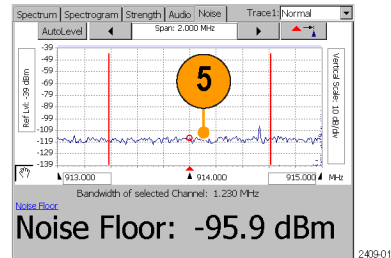 Spectrum Spectrogram Strength Audio Noise Trace1: Normal
AutoLevel Span: 2.000 MHz
-39
-49
-59
-69
-79
-89
-99
-109
-119
-129
-139
Ref Lvl: -39 dBm
Vertical Scale: 10 dB/div
5
913.000 914.000 915.000 MHz
Bandwidth of selected Channel: 1.230 MHz
Noise Floor
Noise Floor: -95.9 dBm
2409-01